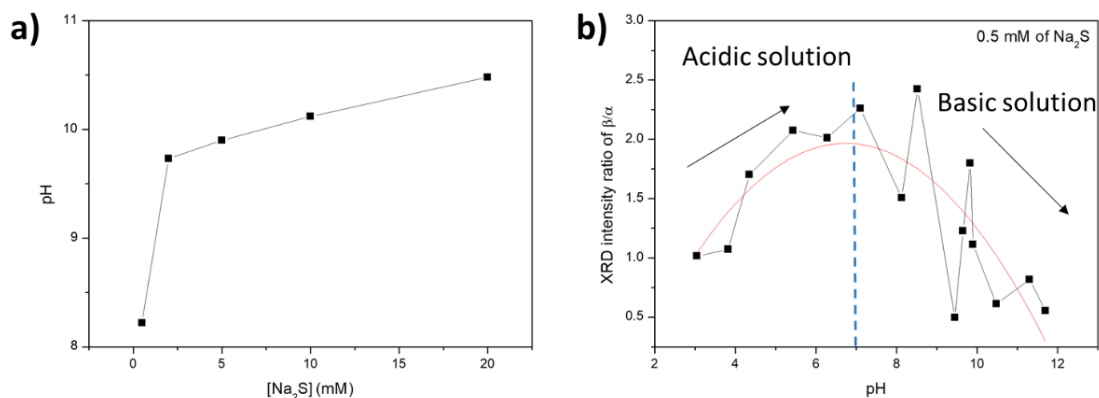 a)
11
10
9
8
pH
0
5
10
15
20
[Na₂S] (mM)
b)
3.0
2.5
2.0
1.5
1.0
0.5
XRD intensity ratio of β/α
0.5 mM of Na₂S
Acidic solution
Basic solution
2
4
6
8
10
12
pH